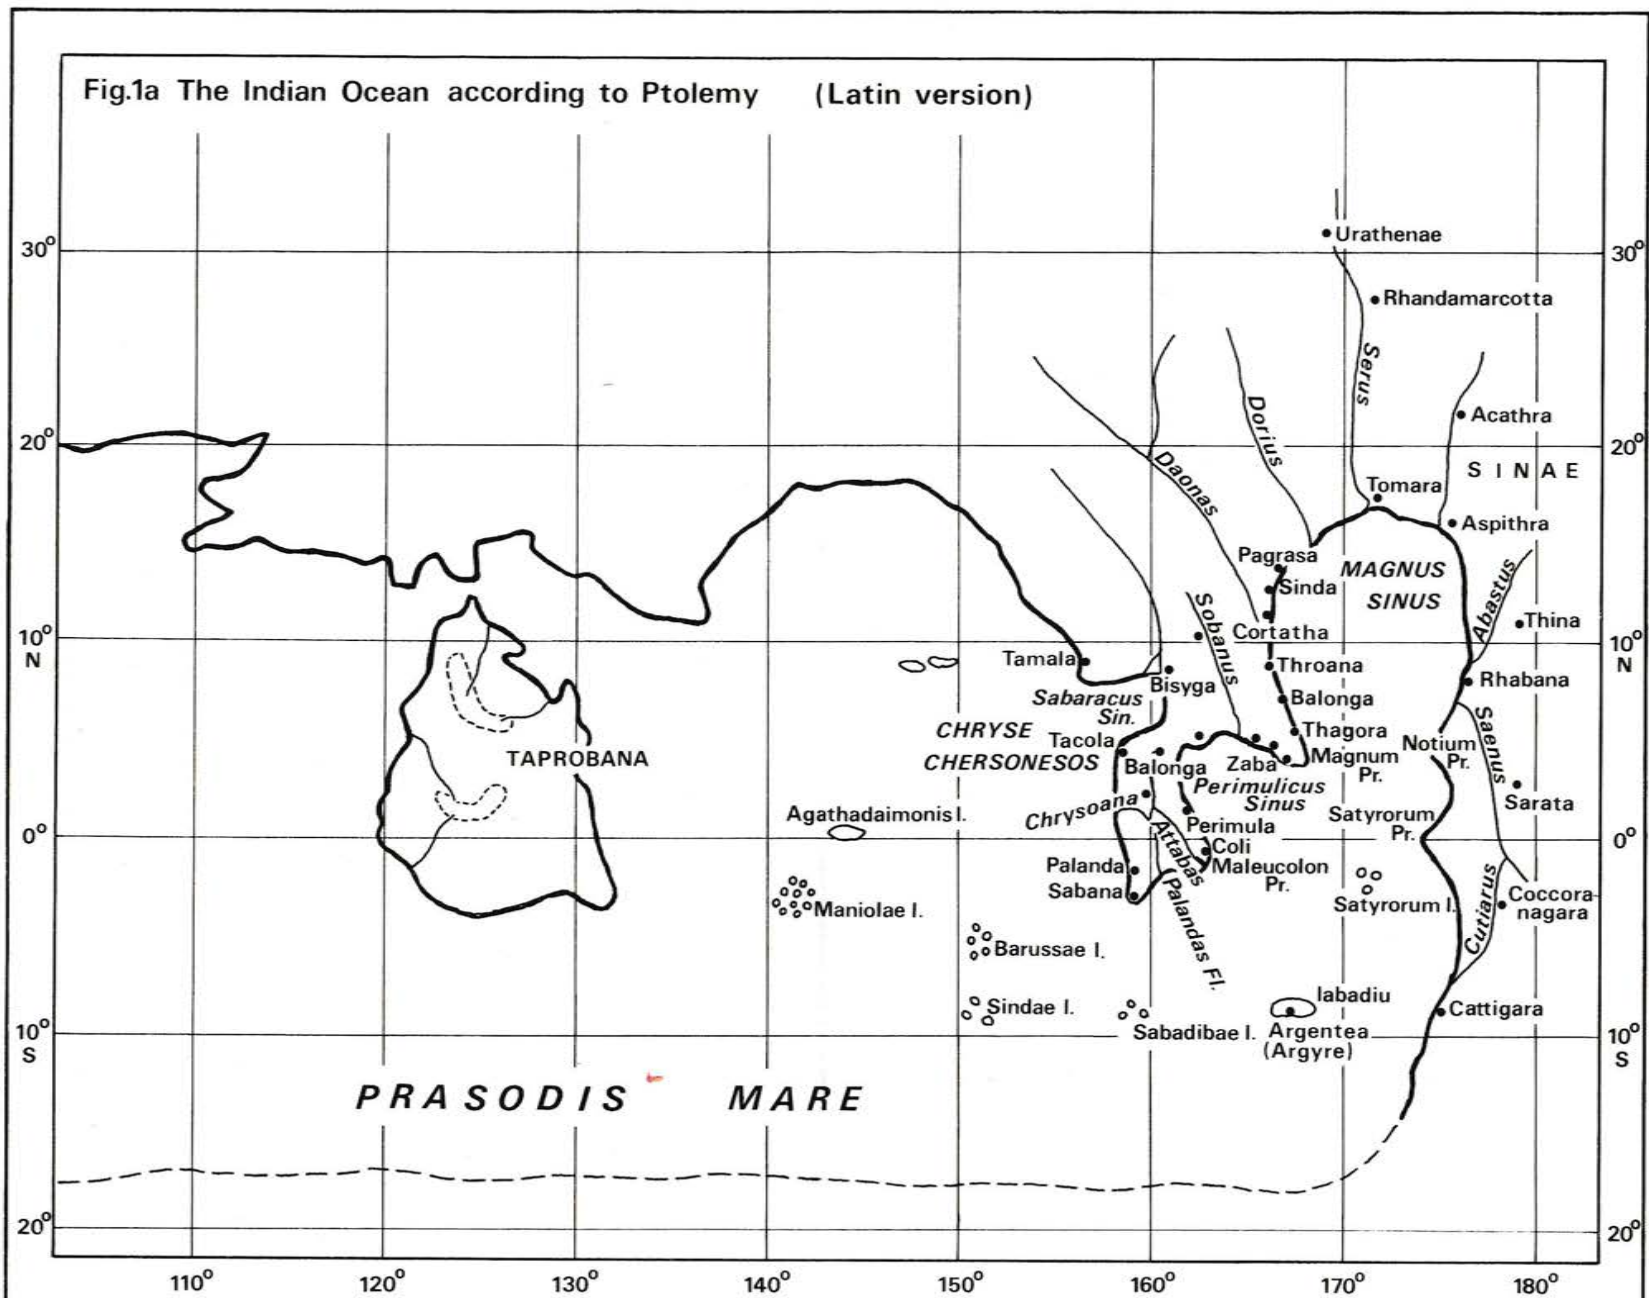 Fig.1a The Indian Ocean according to Ptolemy (Latin version)
Urathenae
30° 30°
Rhandamarcotta
Serus
Dorius
Acathra
20° 20°
Daonas
SINAE
Tomara
Aspithra
Pagrasa
MAGNUS
SINUS
Sinda
Abastus
Sobanus
Thina
Cortatha
10° 10°
N N
Tamala
Throana
Bisyga
Rhabana
Sabaracus
Sin.
Balonga
Saenus
CHRYSE
CHERSONESOS
Tacola
Thagora
Notium
Pr.
TAPROBANA
Balonga
Zaba
Magnum
Pr.
Perimulicus
Sinus
Sarata
Agathadaimonis I.
Chrysoana
Satyrorum
Pr.
Perimula
0° 0°
Attabas
Coli
Maleucolon
Pr.
Palanda
Sabana
Palandas Fl.
Satyrorum I.
Cutiarus
Coccora-
nagara
Maniolae I.
Barussae I.
Sindae I.
Sabadibae I.
Iabadiu
Argentea
(Argyre)
Cattigara
10° 10°
S S
PRASODIS MARE
20° 20°
110° 120° 130° 140° 150° 160° 170° 180°